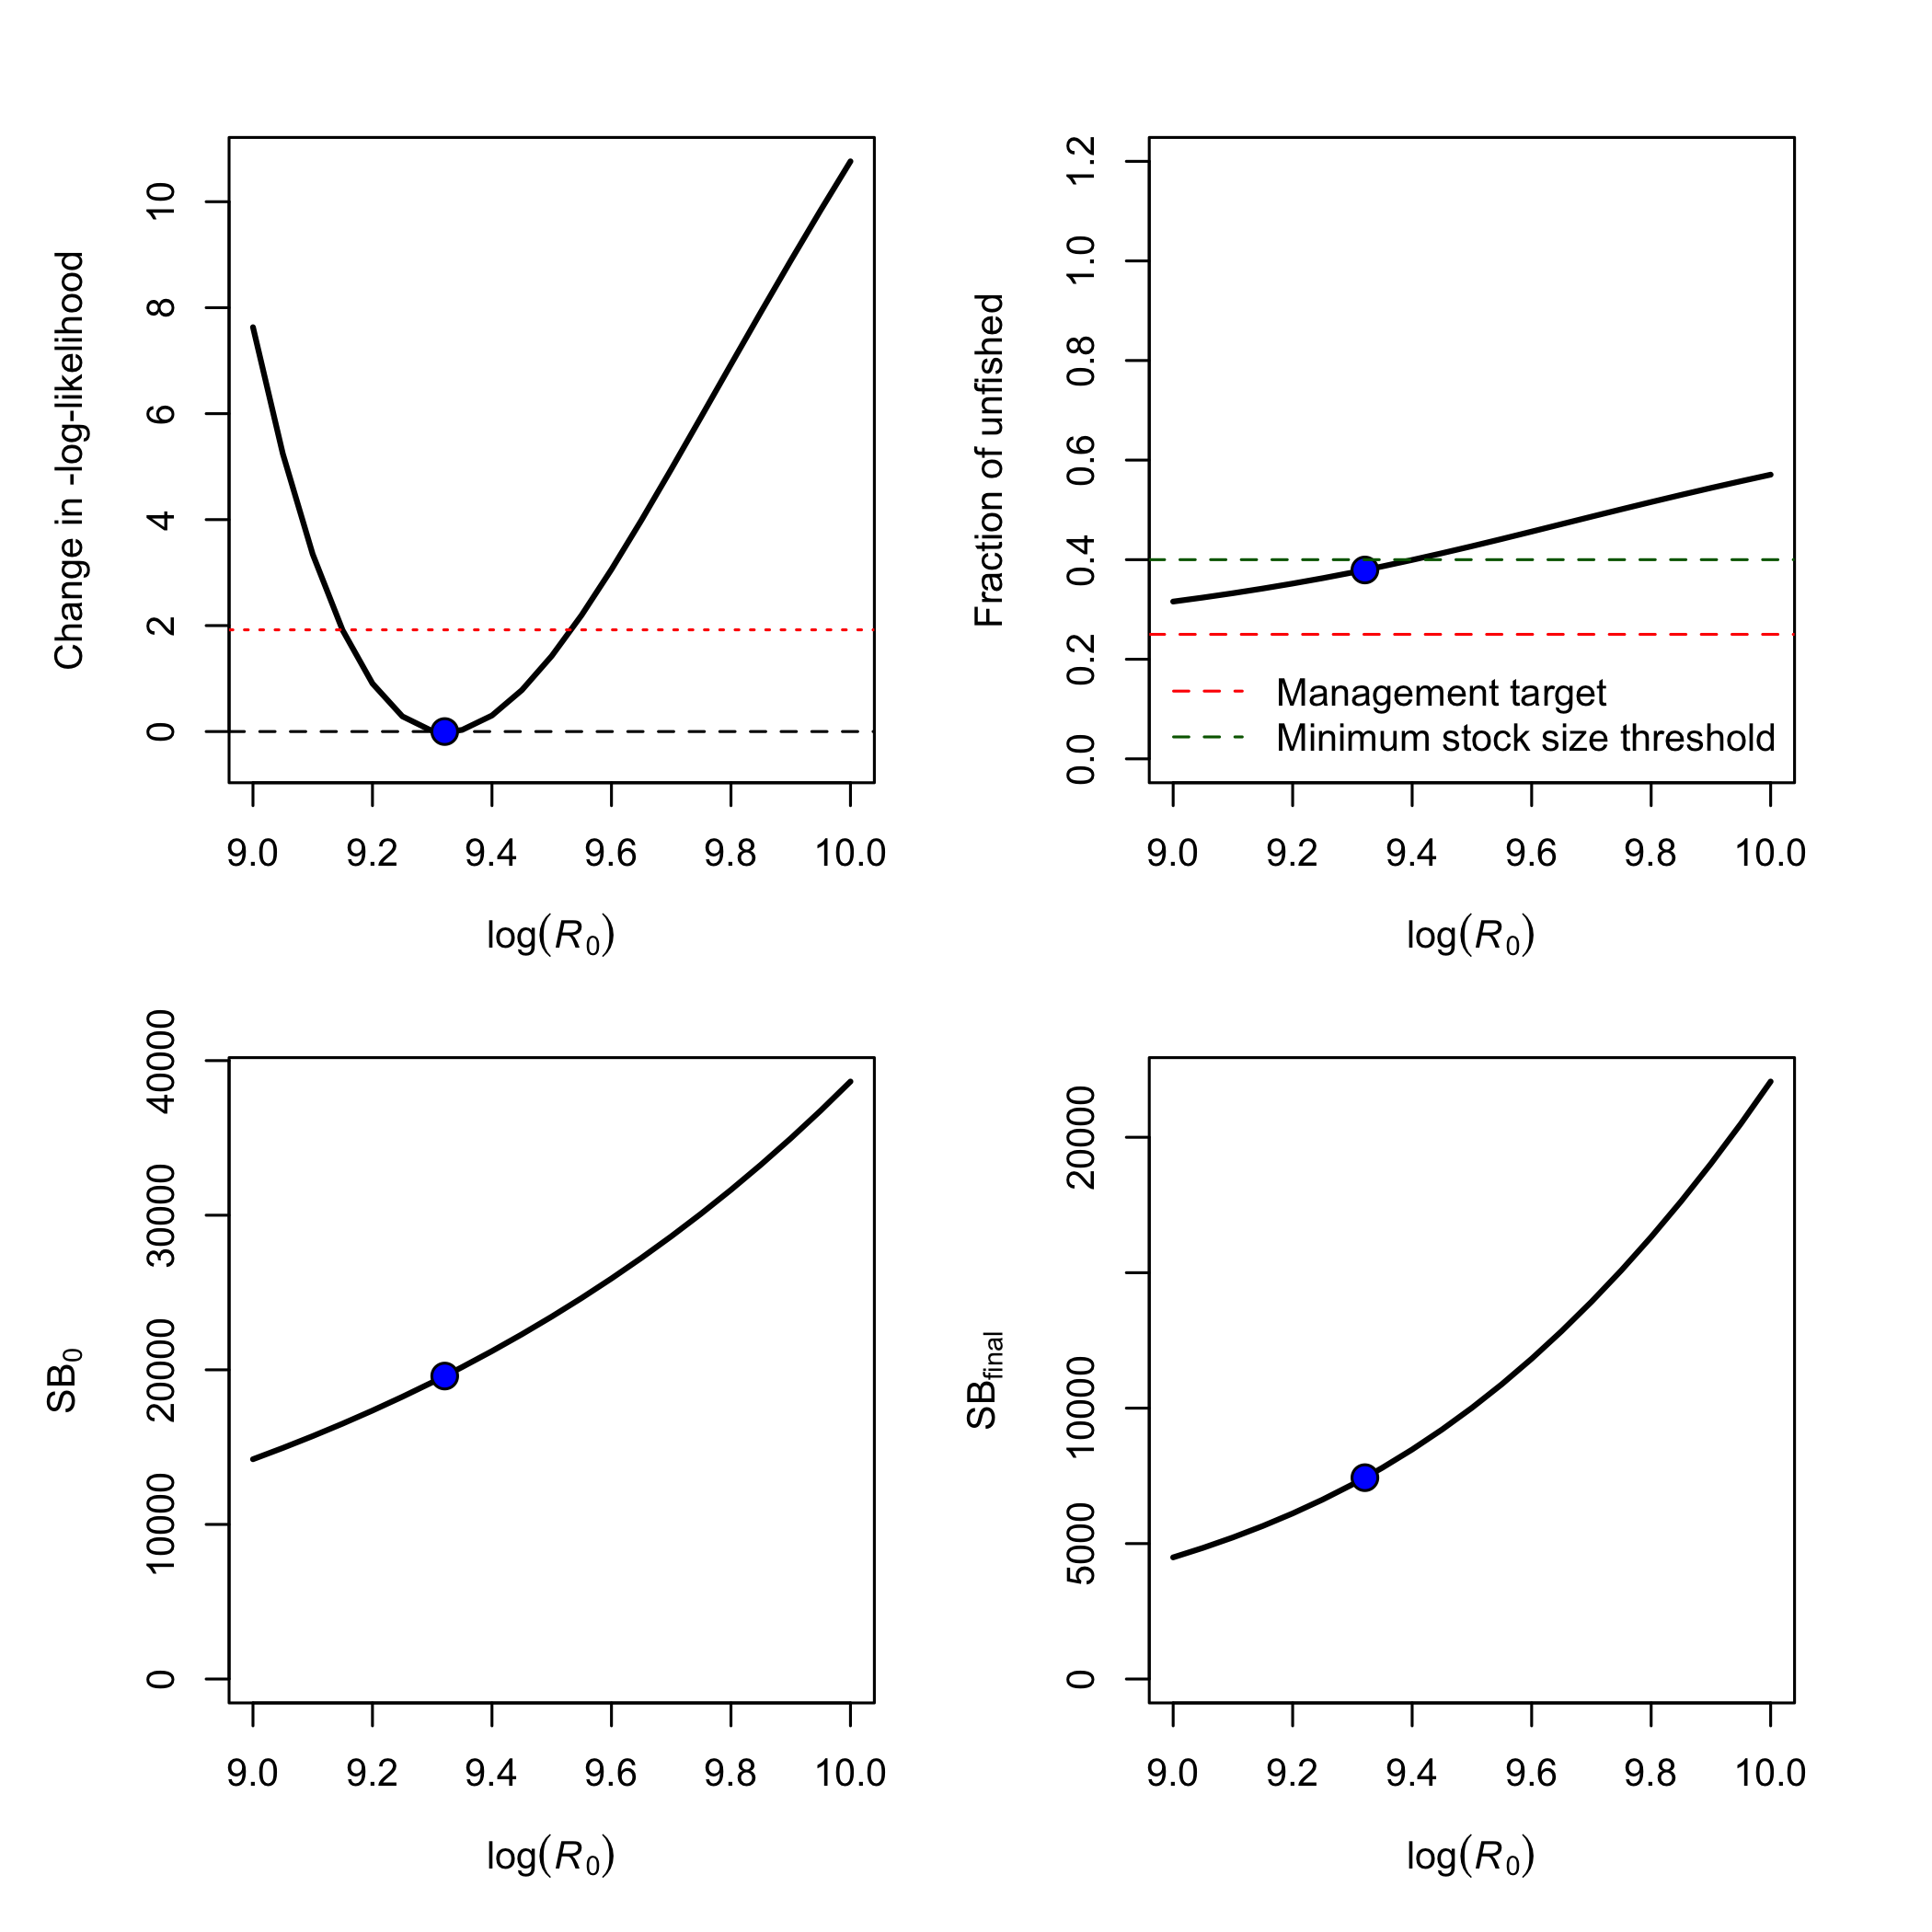 Change in -log-likelihood
10
8
6
4
2
0
9.0 9.2 9.4 9.6 9.8 10.0
log(R0)
Fraction of unfished
1.2
1.0
0.8
0.6
0.4
0.2
0.0
Management target
Minimum stock size threshold
9.0 9.2 9.4 9.6 9.8 10.0
log(R0)
SB0
40000
30000
20000
10000
0
9.0 9.2 9.4 9.6 9.8 10.0
log(R0)
SBfinal
20000
10000
5000
0
9.0 9.2 9.4 9.6 9.8 10.0
log(R0)